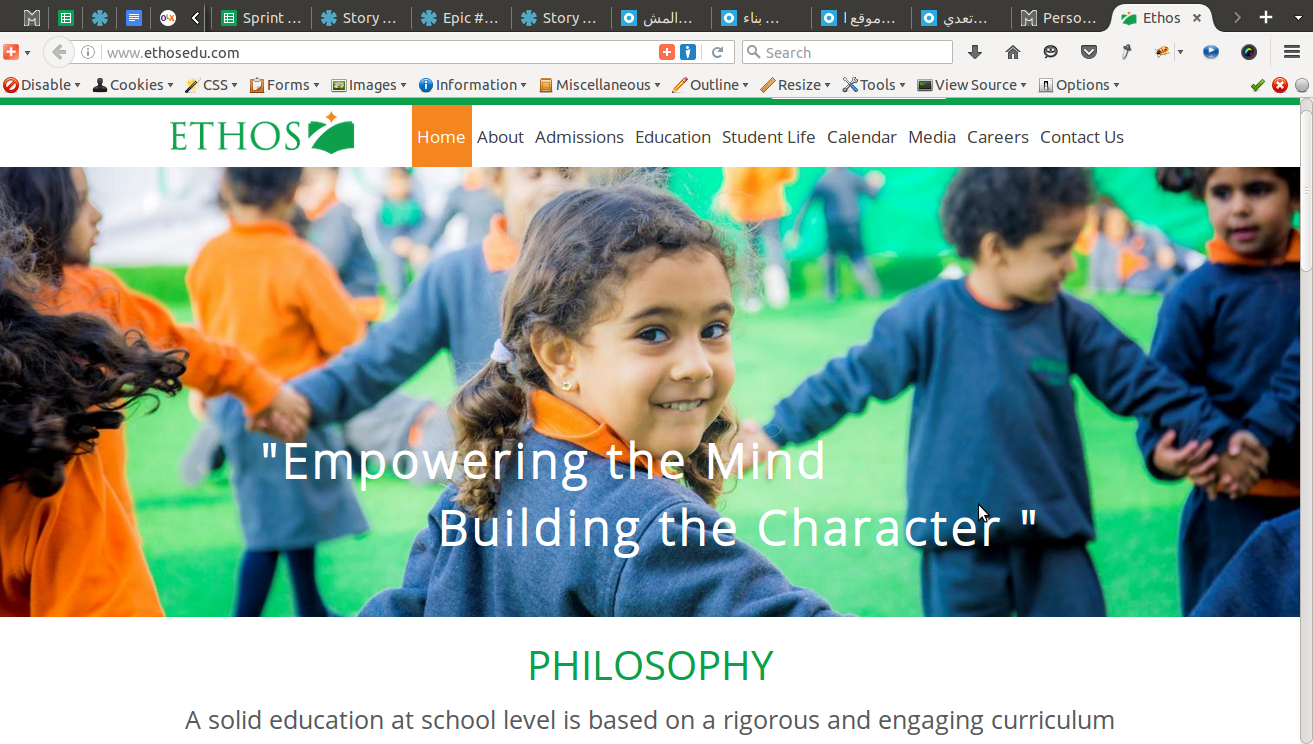 Sprint ...
Story ...
Epic #...
Story ...
المش...
بناء ...
موقع ا...
تعدي...
Perso...
Ethos
www.ethosedu.com
Search
Disable
Cookies
CSS
Forms
Images
Information
Miscellaneous
Outline
Resize
Tools
View Source
Options
ETHOS
Home About Admissions Education Student Life Calendar Media Careers Contact Us
"Empowering the Mind
Building the Character "
PHILOSOPHY
A solid education at school level is based on a rigorous and engaging curriculum